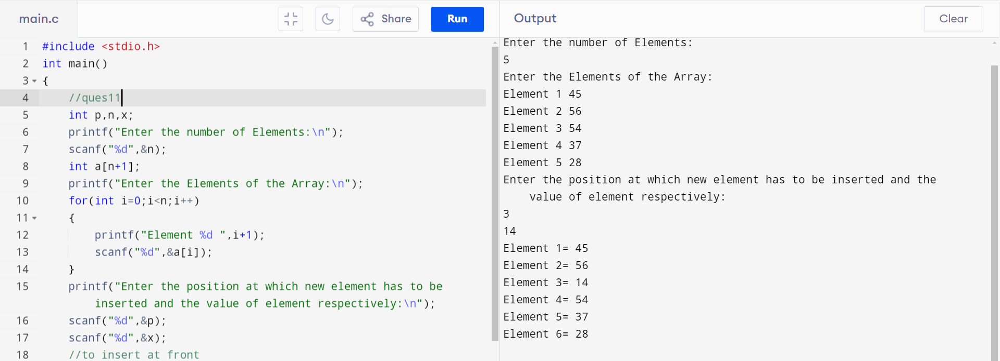 main.c
Share
Run
Output
Clear
1 #include <stdio.h>
2 int main()
3 {
4 //ques11
5 int p,n,x;
6 printf("Enter the number of Elements:\n");
7 scanf("%d",&n);
8 int a[n+1];
9 printf("Enter the Elements of the Array:\n");
10 for(int i=0;i<n;i++)
11 {
12 printf("Element %d ",i+1);
13 scanf("%d",&a[i]);
14 }
15 printf("Enter the position at which new element has to be
inserted and the value of element respectively:\n");
16 scanf("%d",&p);
17 scanf("%d",&x);
18 //to insert at front
Enter the number of Elements:
5
Enter the Elements of the Array:
Element 1 45
Element 2 56
Element 3 54
Element 4 37
Element 5 28
Enter the position at which new element has to be inserted and the
value of element respectively:
3
14
Element 1= 45
Element 2= 56
Element 3= 14
Element 4= 54
Element 5= 37
Element 6= 28